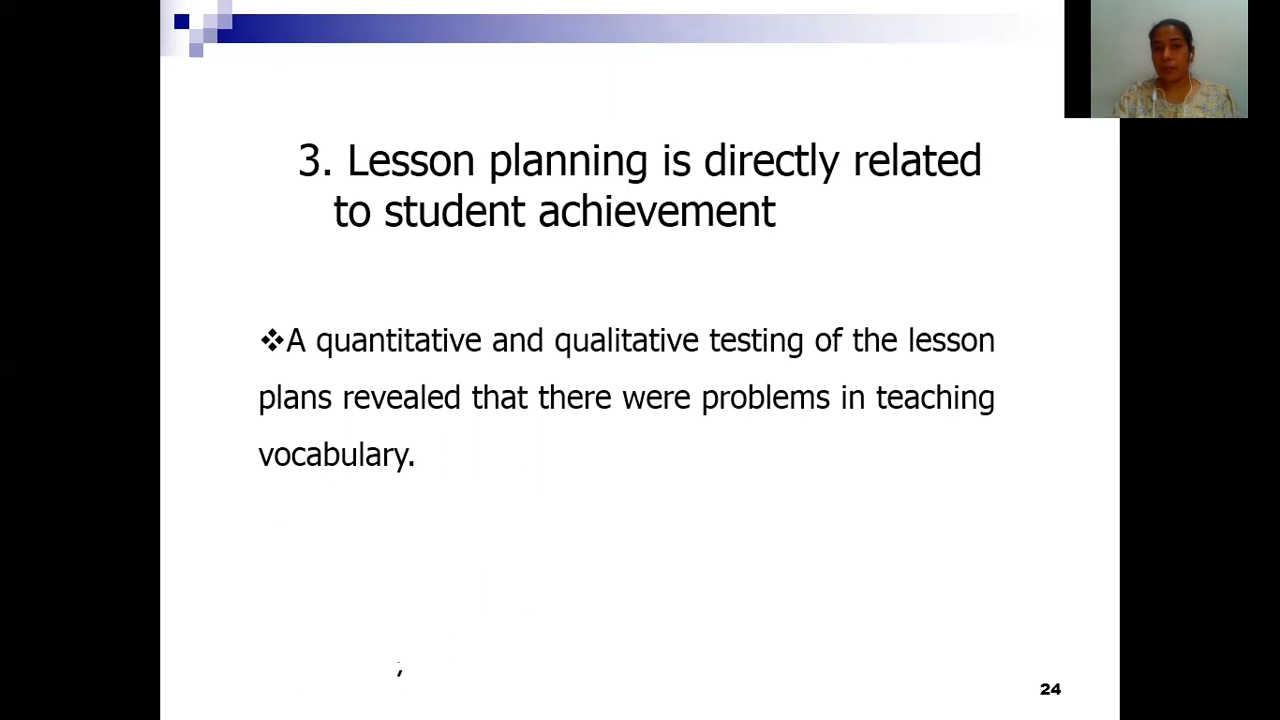 3. Lesson planning is directly related
to student achievement
❖A quantitative and qualitative testing of the lesson
plans revealed that there were problems in teaching
vocabulary.
,
24